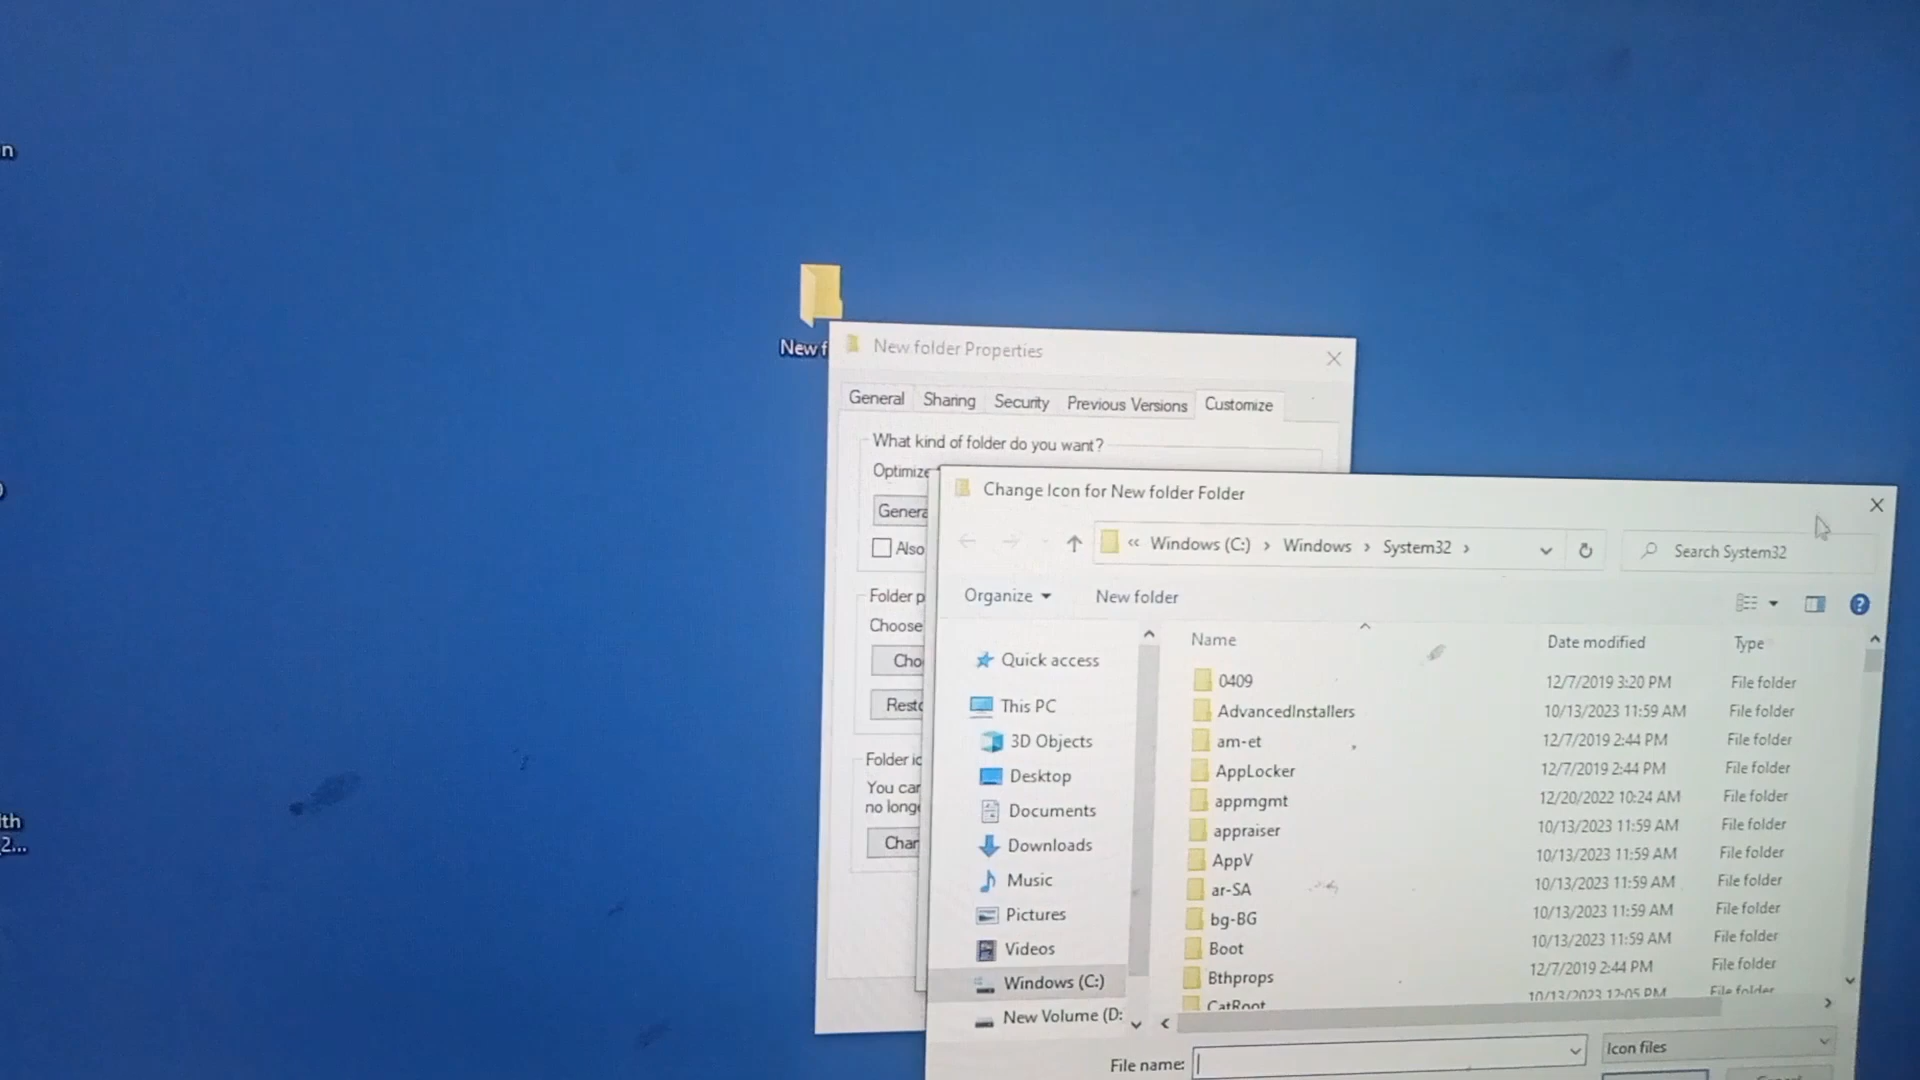 n
New f
New folder Properties
General Sharing Security Previous Versions Customize
What kind of folder do you want?
Optimize
Genera
Also
Folder p
Choose
Cho
Resto
Folder ic
You car
no longe
Char
lth
2...
Change Icon for New folder Folder
« Windows (C:) › Windows › System32 ›
Search System32
Organize
New folder
Quick access
This PC
3D Objects
Desktop
Documents
Downloads
Music
Pictures
Videos
Windows (C:)
New Volume (D:
Name Date modified Type
0409 12/7/2019 3:20 PM File folder
AdvancedInstallers 10/13/2023 11:59 AM File folder
am-et 12/7/2019 2:44 PM File folder
AppLocker 12/7/2019 2:44 PM File folder
appmgmt 12/20/2022 10:24 AM File folder
appraiser 10/13/2023 11:59 AM File folder
AppV 10/13/2023 11:59 AM File folder
ar-SA 10/13/2023 11:59 AM File folder
bg-BG 10/13/2023 11:59 AM File folder
Boot 10/13/2023 11:59 AM File folder
Bthprops 12/7/2019 2:44 PM File folder
CatRoot 10/13/2023 12:05 PM File folder
File name:
Icon files